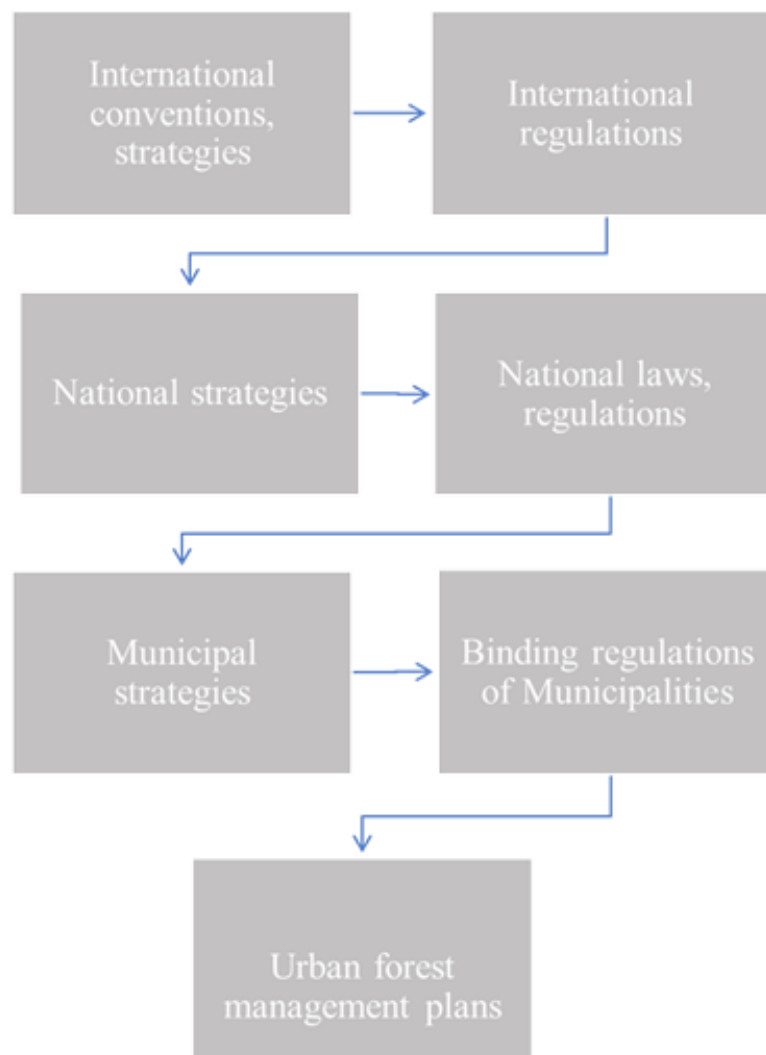 International
conventions,
strategies
International
regulations
National strategies
National laws,
regulations
Municipal
strategies
Binding regulations
of Municipalities
Urban forest
management plans